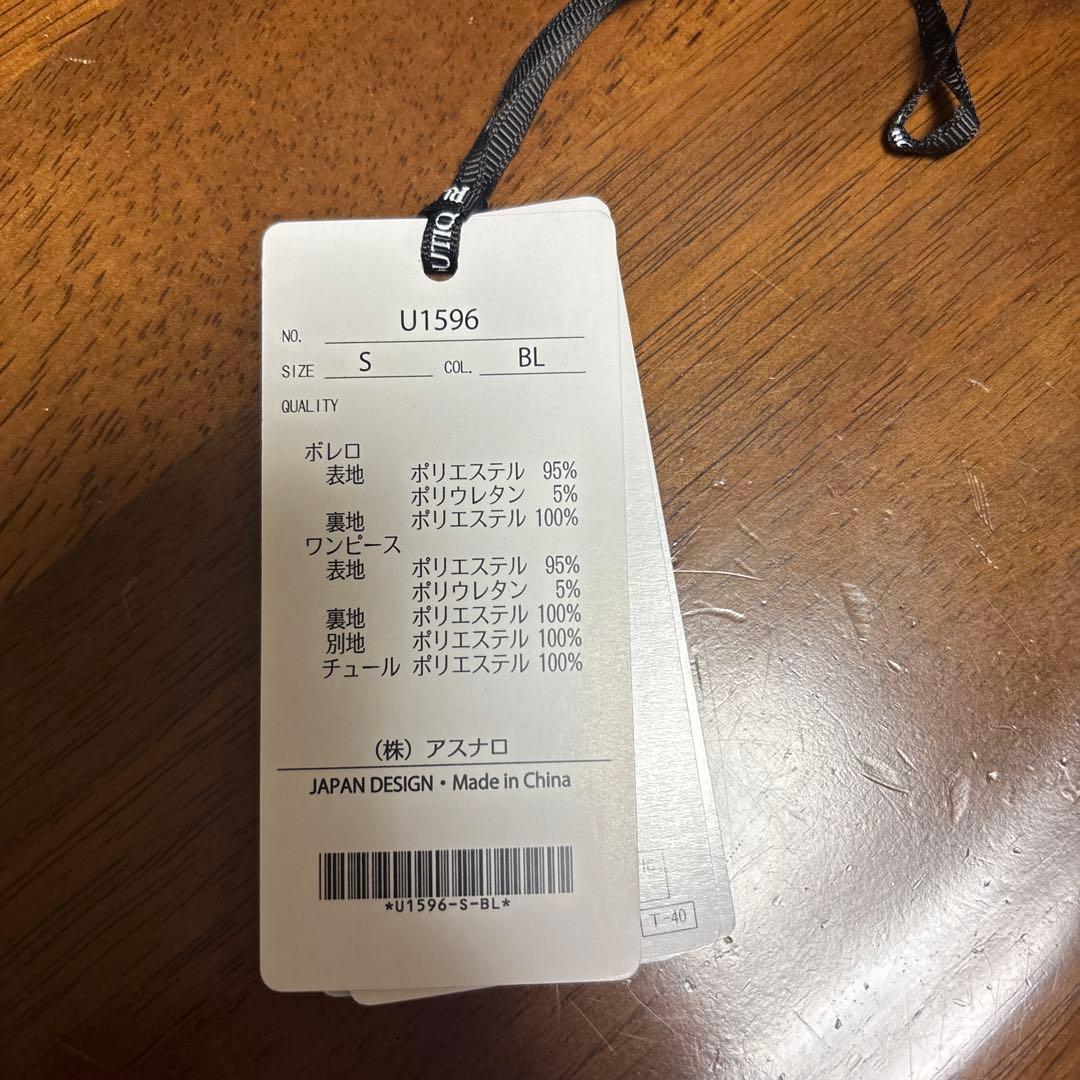 UTIQ
NO. U1596
SIZE S COL. BL
QUALITY
ボレロ
表地 ポリエステル 95%
ポリウレタン 5%
裏地 ポリエステル 100%
ワンピース
表地 ポリエステル 95%
ポリウレタン 5%
裏地 ポリエステル 100%
別地 ポリエステル 100%
チュール ポリエステル 100%
(株) アスナロ
JAPAN DESIGN・Made in China
*U1596-S-BL*
T-40